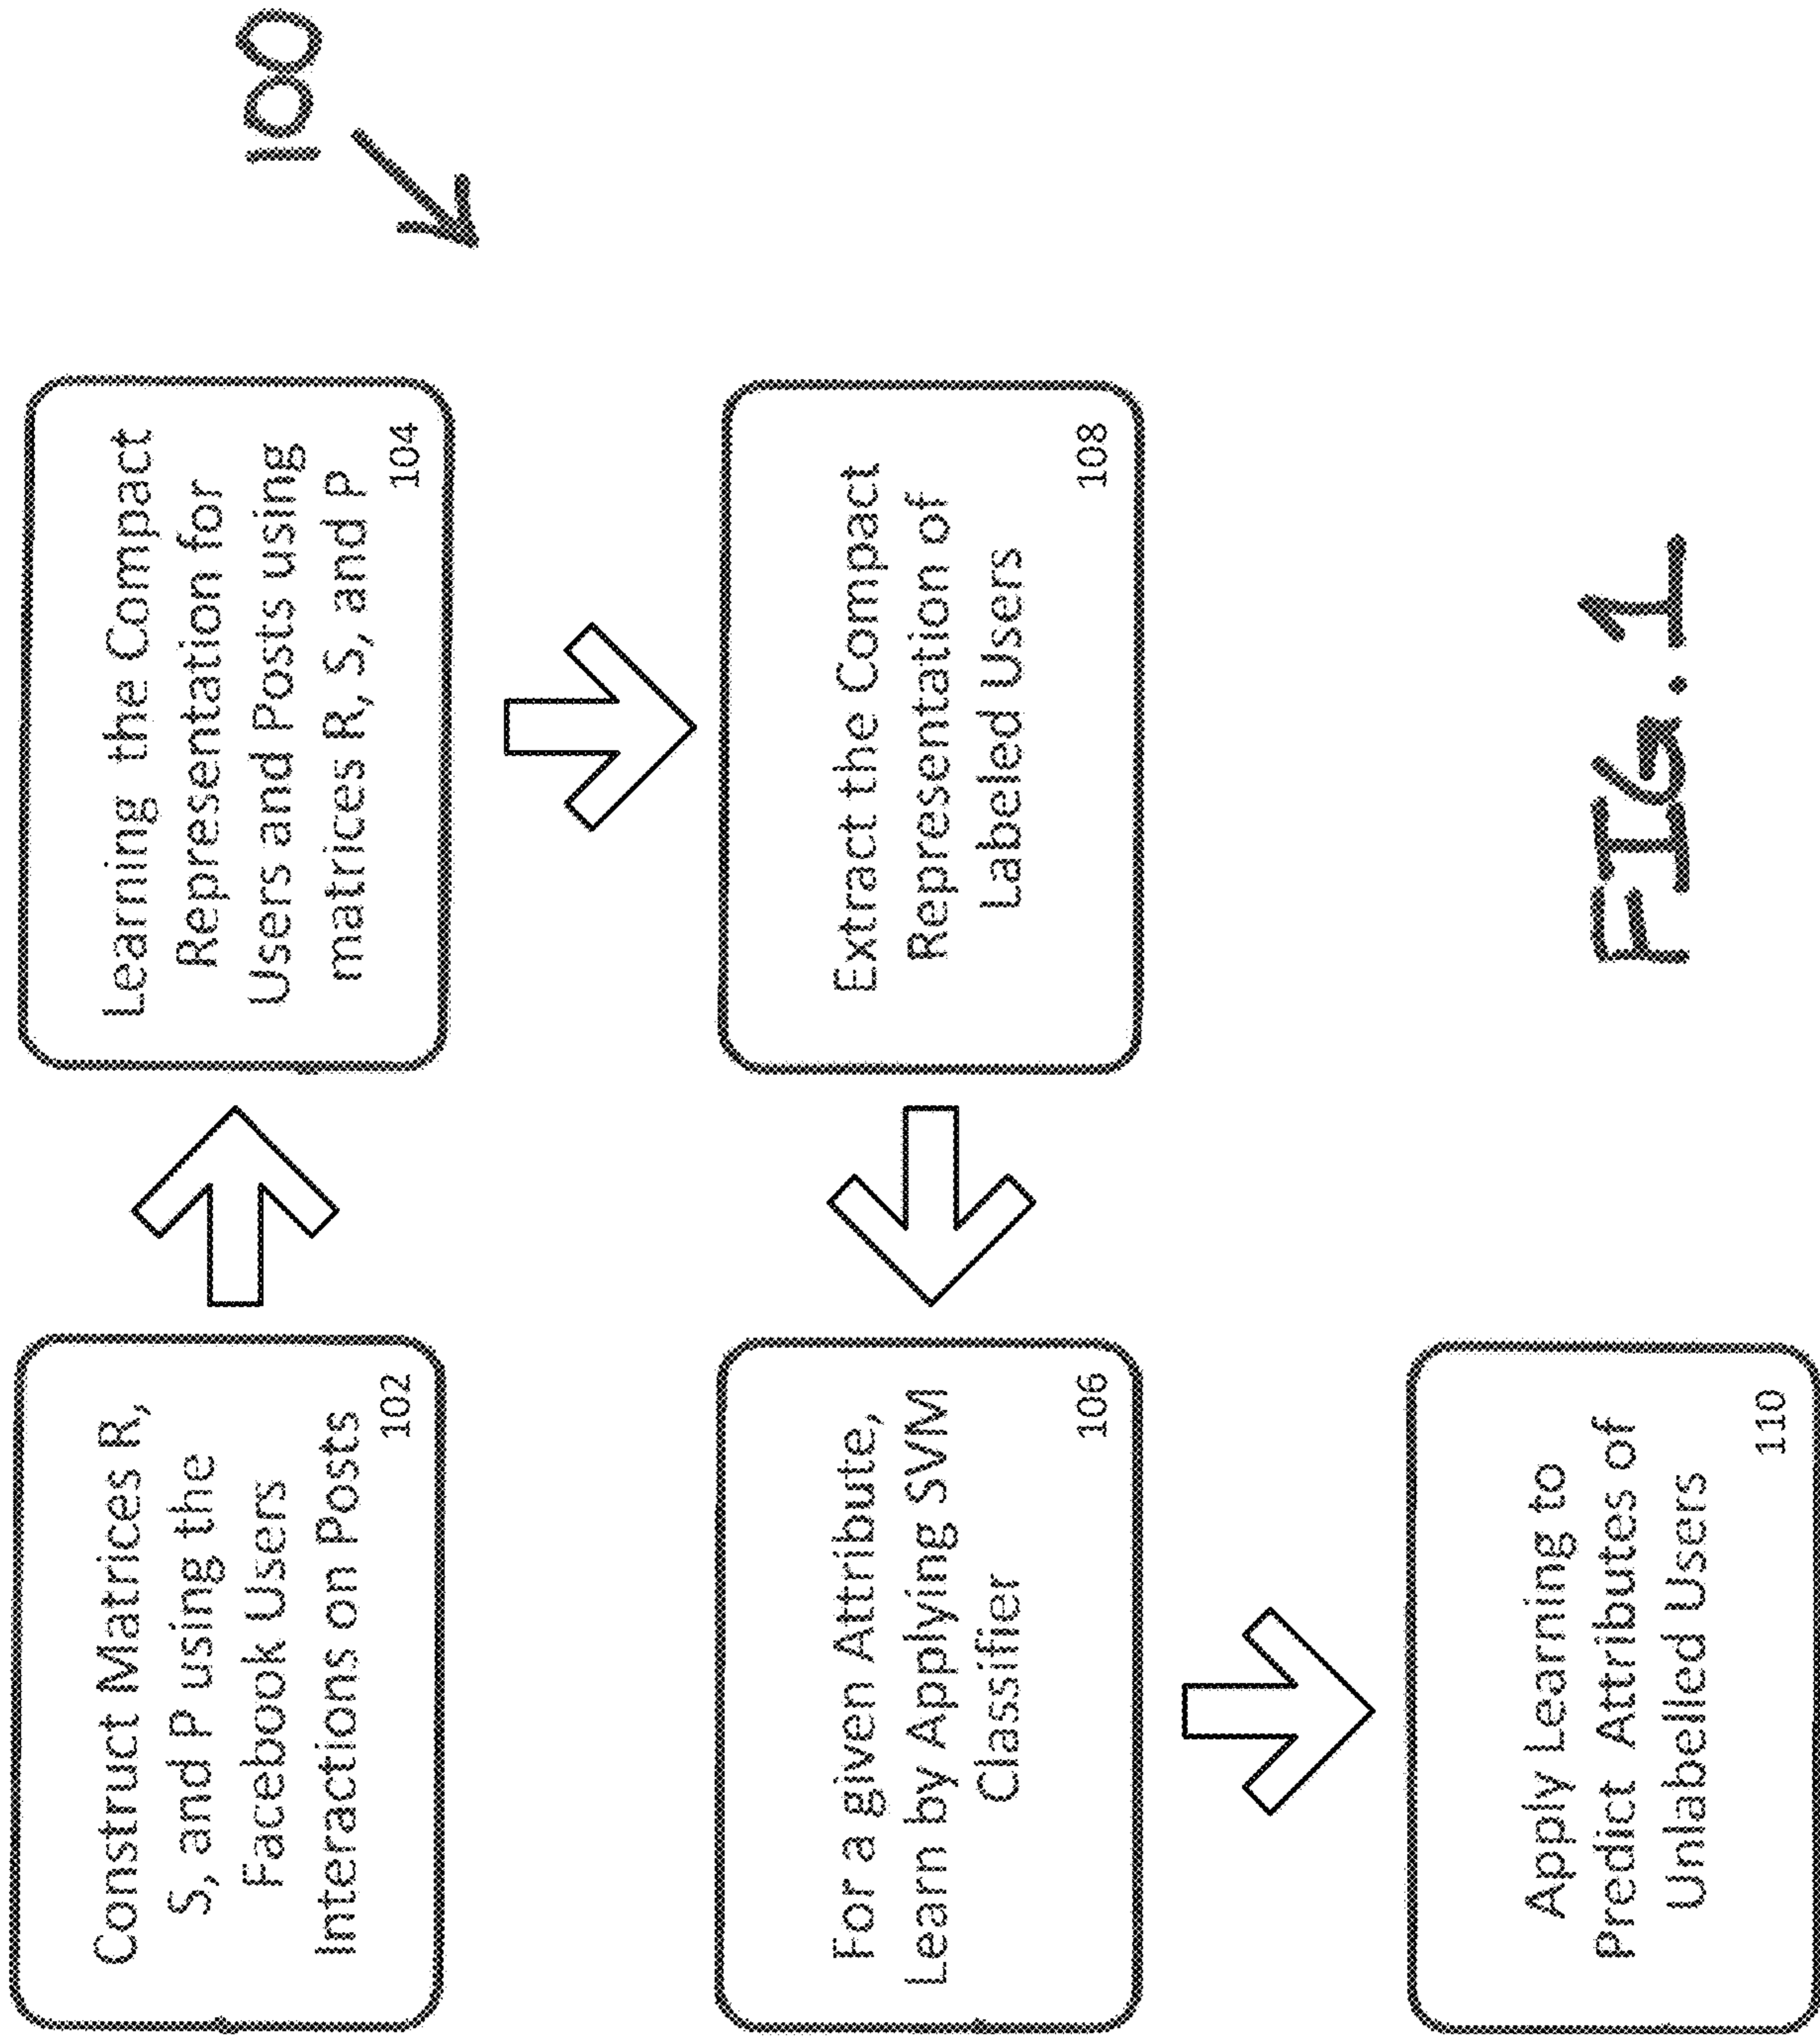 100
Construct Matrices R,
S, and P using the
Facebook Users
Interactions on Posts
102
Learning the Compact
Representation for
Users and Posts using
matrices R, S, and P
104
For a given Attribute,
Learn by Applying SVM
Classifier
106
Extract the Compact
Representation of
Labeled Users
108
Apply Learning to
Predict Attributes of
Unlabelled Users
110
FIG. 1